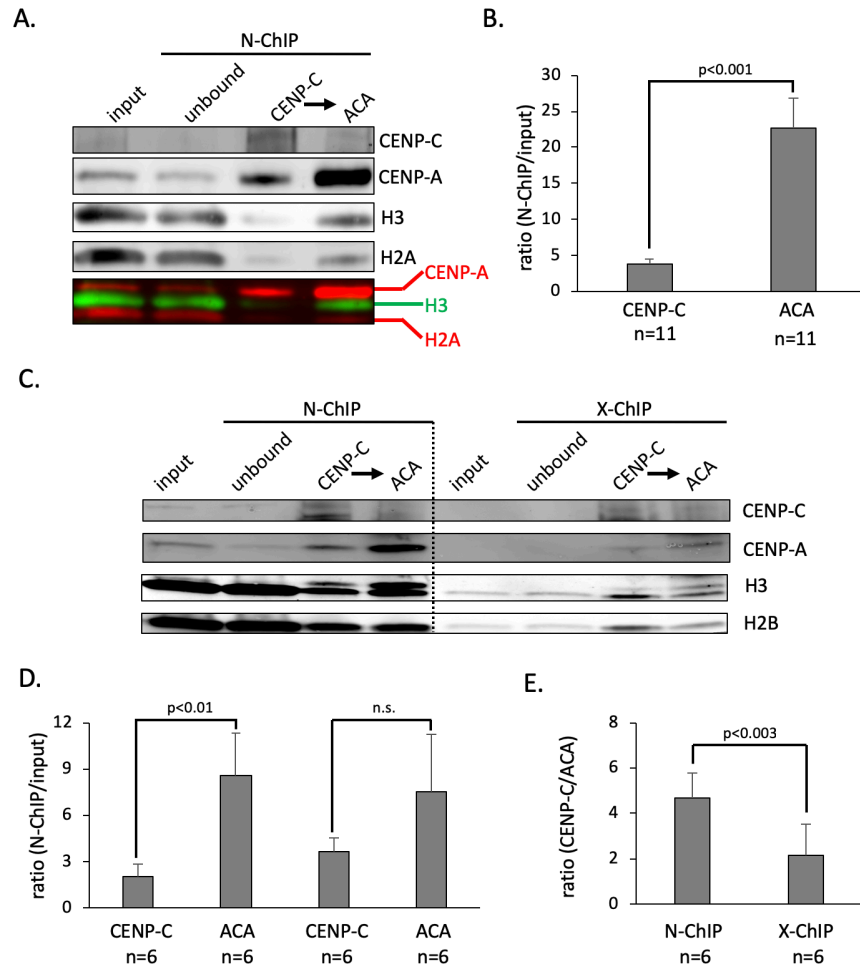 A.
N-ChIP
input
unbound
CENP-C
ACA
CENP-C
CENP-A
H3
H2A
CENP-A
H3
H2A
B.
ratio (N-ChIP/input)
30
25
20
15
10
5
0
p<0.001
CENP-C
n=11
ACA
n=11
C.
N-ChIP
X-ChIP
input
unbound
CENP-C
ACA
input
unbound
CENP-C
ACA
CENP-C
CENP-A
H3
H2B
D.
ratio (N-ChIP/input)
12
9
6
3
0
p<0.01
n.s.
CENP-C
n=6
ACA
n=6
CENP-C
n=6
ACA
n=6
E.
ratio (CENP-C/ACA)
8
6
4
2
0
p<0.003
N-ChIP
n=6
X-ChIP
n=6